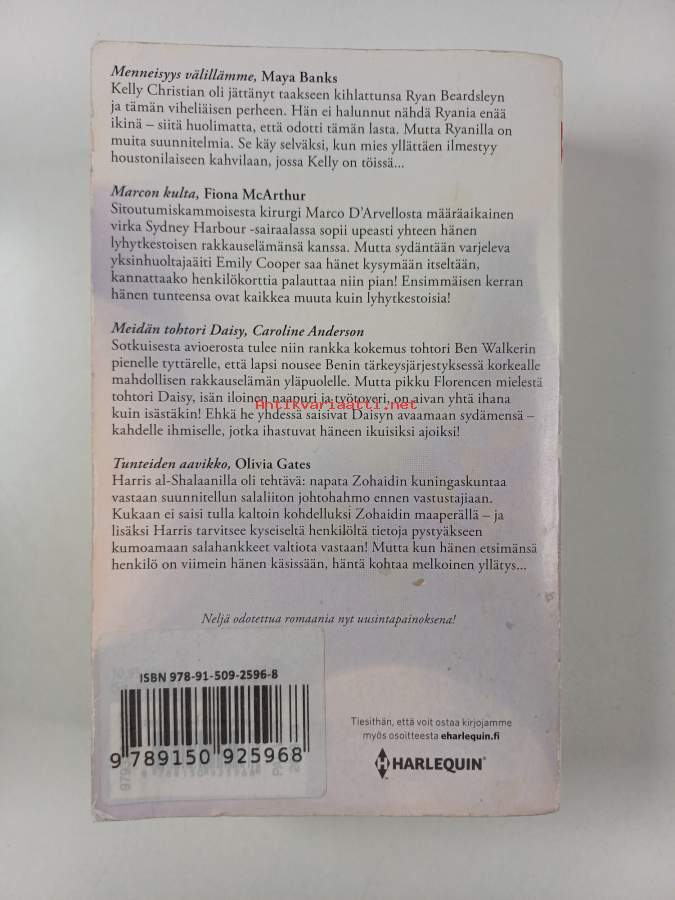 Menneisyys välillämme, Maya Banks
Kelly Christian oli jättänyt taakseen kihlattunsa Ryan Beardsleyn
ja tämän viheliäisen perheen. Hän ei halunnut nähdä Ryania enää
ikinä – siitä huolimatta, että odotti tämän lasta. Mutta Ryanilla on
muita suunnitelmia. Se käy selväksi, kun mies yllättäen ilmestyy
houstonilaiseen kahvilaan, jossa Kelly on töissä...
Marcon kulta, Fiona McArthur
Sitoutumiskammoisesta kirurgi Marco D'Arvellosta määräaikainen
virka Sydney Harbour -sairaalassa sopii upeasti yhteen hänen
lyhytkestoisen rakkauselämänsä kanssa. Mutta sydäntään varjeleva
yksinhuoltajaäiti Emily Cooper saa hänet kysymään itseltään,
kannattaako henkilökorttia palauttaa niin pian! Ensimmäisen kerran
hänen tunteensa ovat kaikkea muuta kuin lyhytkestoisia!
Meidän tohtori Daisy, Caroline Anderson
Sotkuisesta avioerosta tulee niin rankka kokemus tohtori Ben Walkerin
pienelle tyttärelle, että lapsi nousee Benin tärkeysjärjestyksessä korkealle
mahdollisen rakkauselämän yläpuolelle. Mutta pikku Florencen mielestä
tohtori Daisy, isän iloinen naapuri ja työtoveri, on aivan yhtä ihana
Antikvariaatti.net
kuin isästäkin! Ehkä he yhdessä saisivat Daisyn avaamaan sydämensä –
kahdelle ihmiselle, jotka ihastuvat häneen ikuisiksi ajoiksi!
Tunteiden aavikko, Olivia Gates
Harris al-Shalaanilla oli tehtävä: napata Zohaidin kuningaskuntaa
vastaan suunnitellun salaliiton johtohahmo ennen vastustajiaan.
Kukaan ei saisi tulla kaltoin kohdelluksi Zohaidin maaperällä – ja
lisäksi Harris tarvitsee kyseiseltä henkilöltä tietoja pystyäkseen
kumoamaan salahankkeet valtiota vastaan! Mutta kun hänen etsimänsä
henkilö on viimein hänen käsissään, häntä kohtaa melkoinen yllätys...
Neljä odotettua romaania nyt uusintapainoksena!
ISBN 978-91-509-2596-8
9 789150 925968
Tiesithän, että voit ostaa kirjojamme
myös osoitteesta eharlequin.fi
H HARLEQUIN®